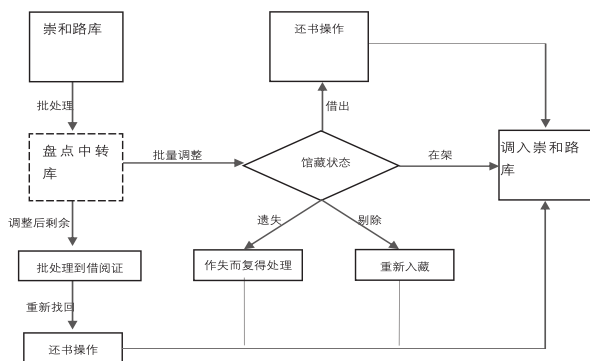 崇和路库
还书操作
批处理
借出
盘点中转
库
批量调整
馆藏状态
在架
调入崇和路
库
调整后剩余
遗失
剔除
批处理到借阅证
作失而复得处理
重新入藏
重新找回
还书操作